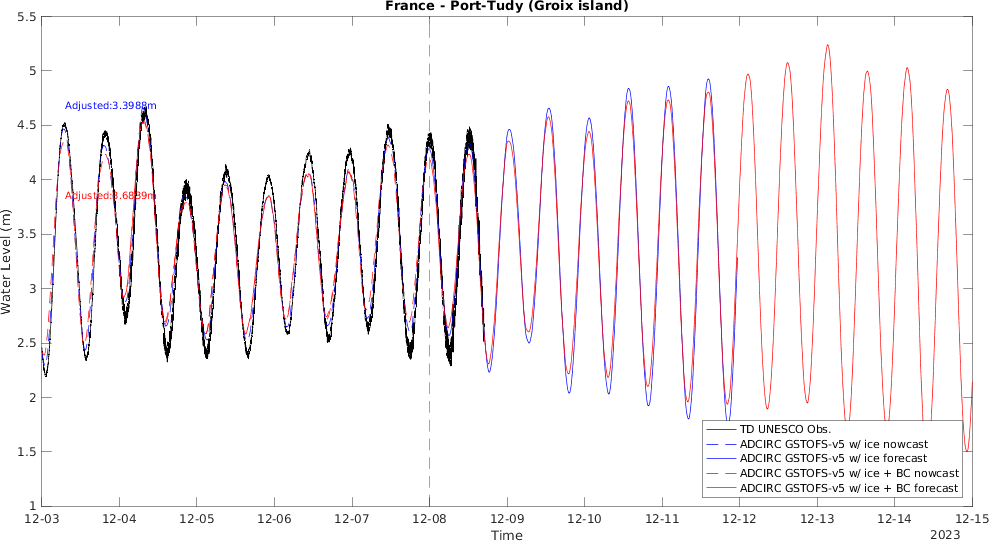 France - Port-Tudy (Groix island)
5.5
5
4.5
4
3.5
3
2.5
2
1.5
1
Water Level (m)
Adjusted:3.3988m
Adjusted:3.6839m
TD UNESCO Obs.
ADCIRC GSTOFS-v5 w/ ice nowcast
ADCIRC GSTOFS-v5 w/ ice forecast
ADCIRC GSTOFS-v5 w/ ice + BC nowcast
ADCIRC GSTOFS-v5 w/ ice + BC forecast
12-03 12-04 12-05 12-06 12-07 12-08 12-09 12-10 12-11 12-12 12-13 12-14 12-15
Time
2023